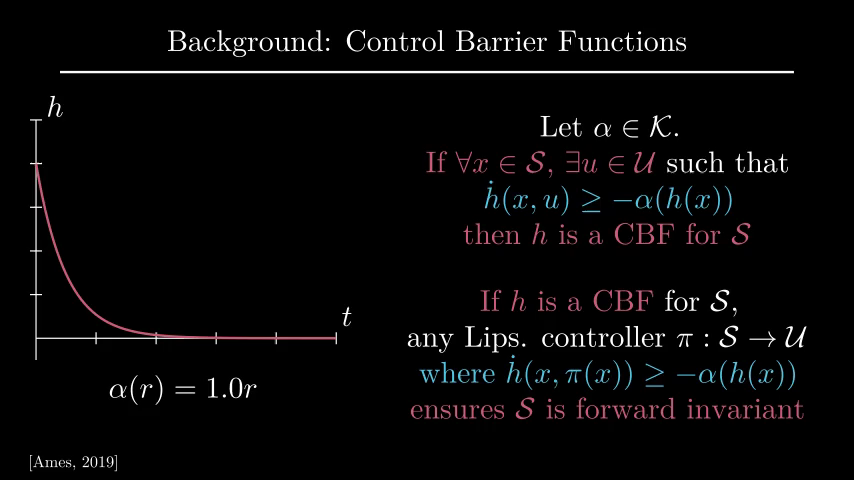 Background: Control Barrier Functions
h
t
α(r) = 1.0r
Let α ∈ 𝒦.
If ∀x ∈ 𝒮, ∃u ∈ 𝒰 such that
ḣ(x, u) ≥ −α(h(x))
then h is a CBF for 𝒮
If h is a CBF for 𝒮,
any Lips. controller π : 𝒮 → 𝒰
where ḣ(x, π(x)) ≥ −α(h(x))
ensures 𝒮 is forward invariant
[Ames, 2019]